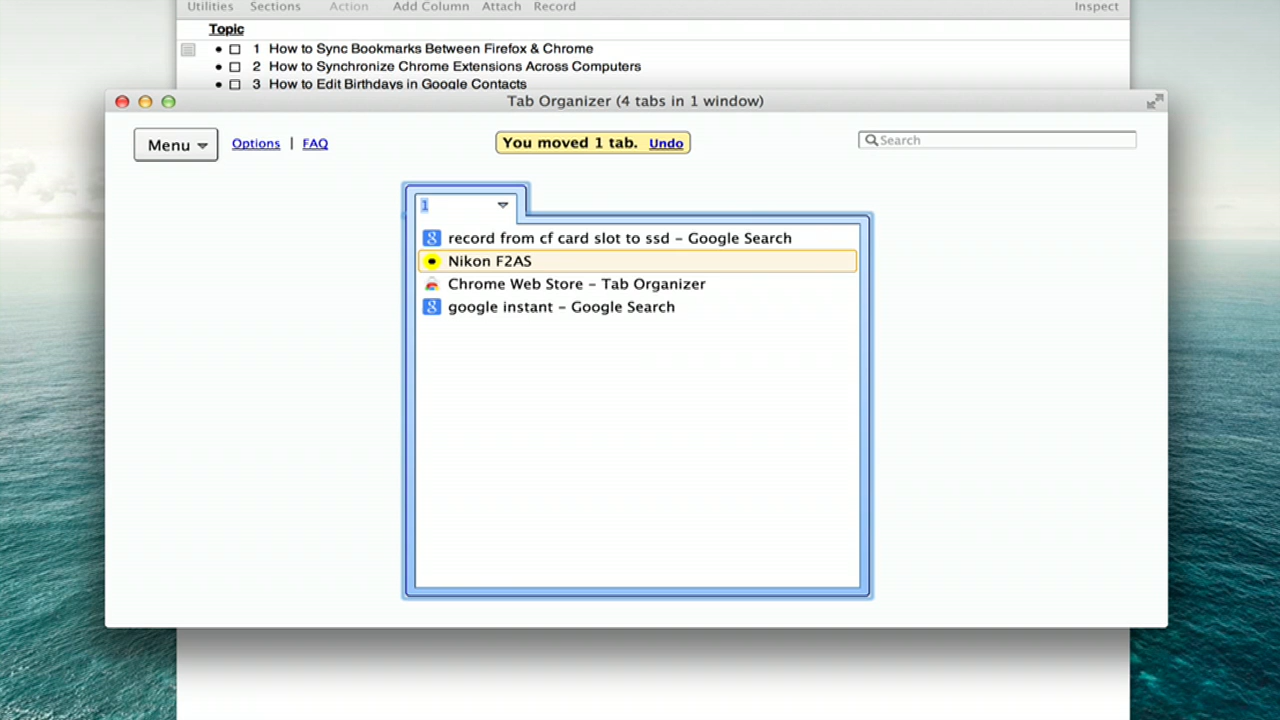 Utilities Sections Action Add Column Attach Record Inspect
Topic
1 How to Sync Bookmarks Between Firefox & Chrome
2 How to Synchronize Chrome Extensions Across Computers
3 How to Edit Birthdays in Google Contacts
Tab Organizer (4 tabs in 1 window)
Menu Options | FAQ You moved 1 tab. Undo Search
1
record from cf card slot to ssd – Google Search
Nikon F2AS
Chrome Web Store – Tab Organizer
google instant – Google Search